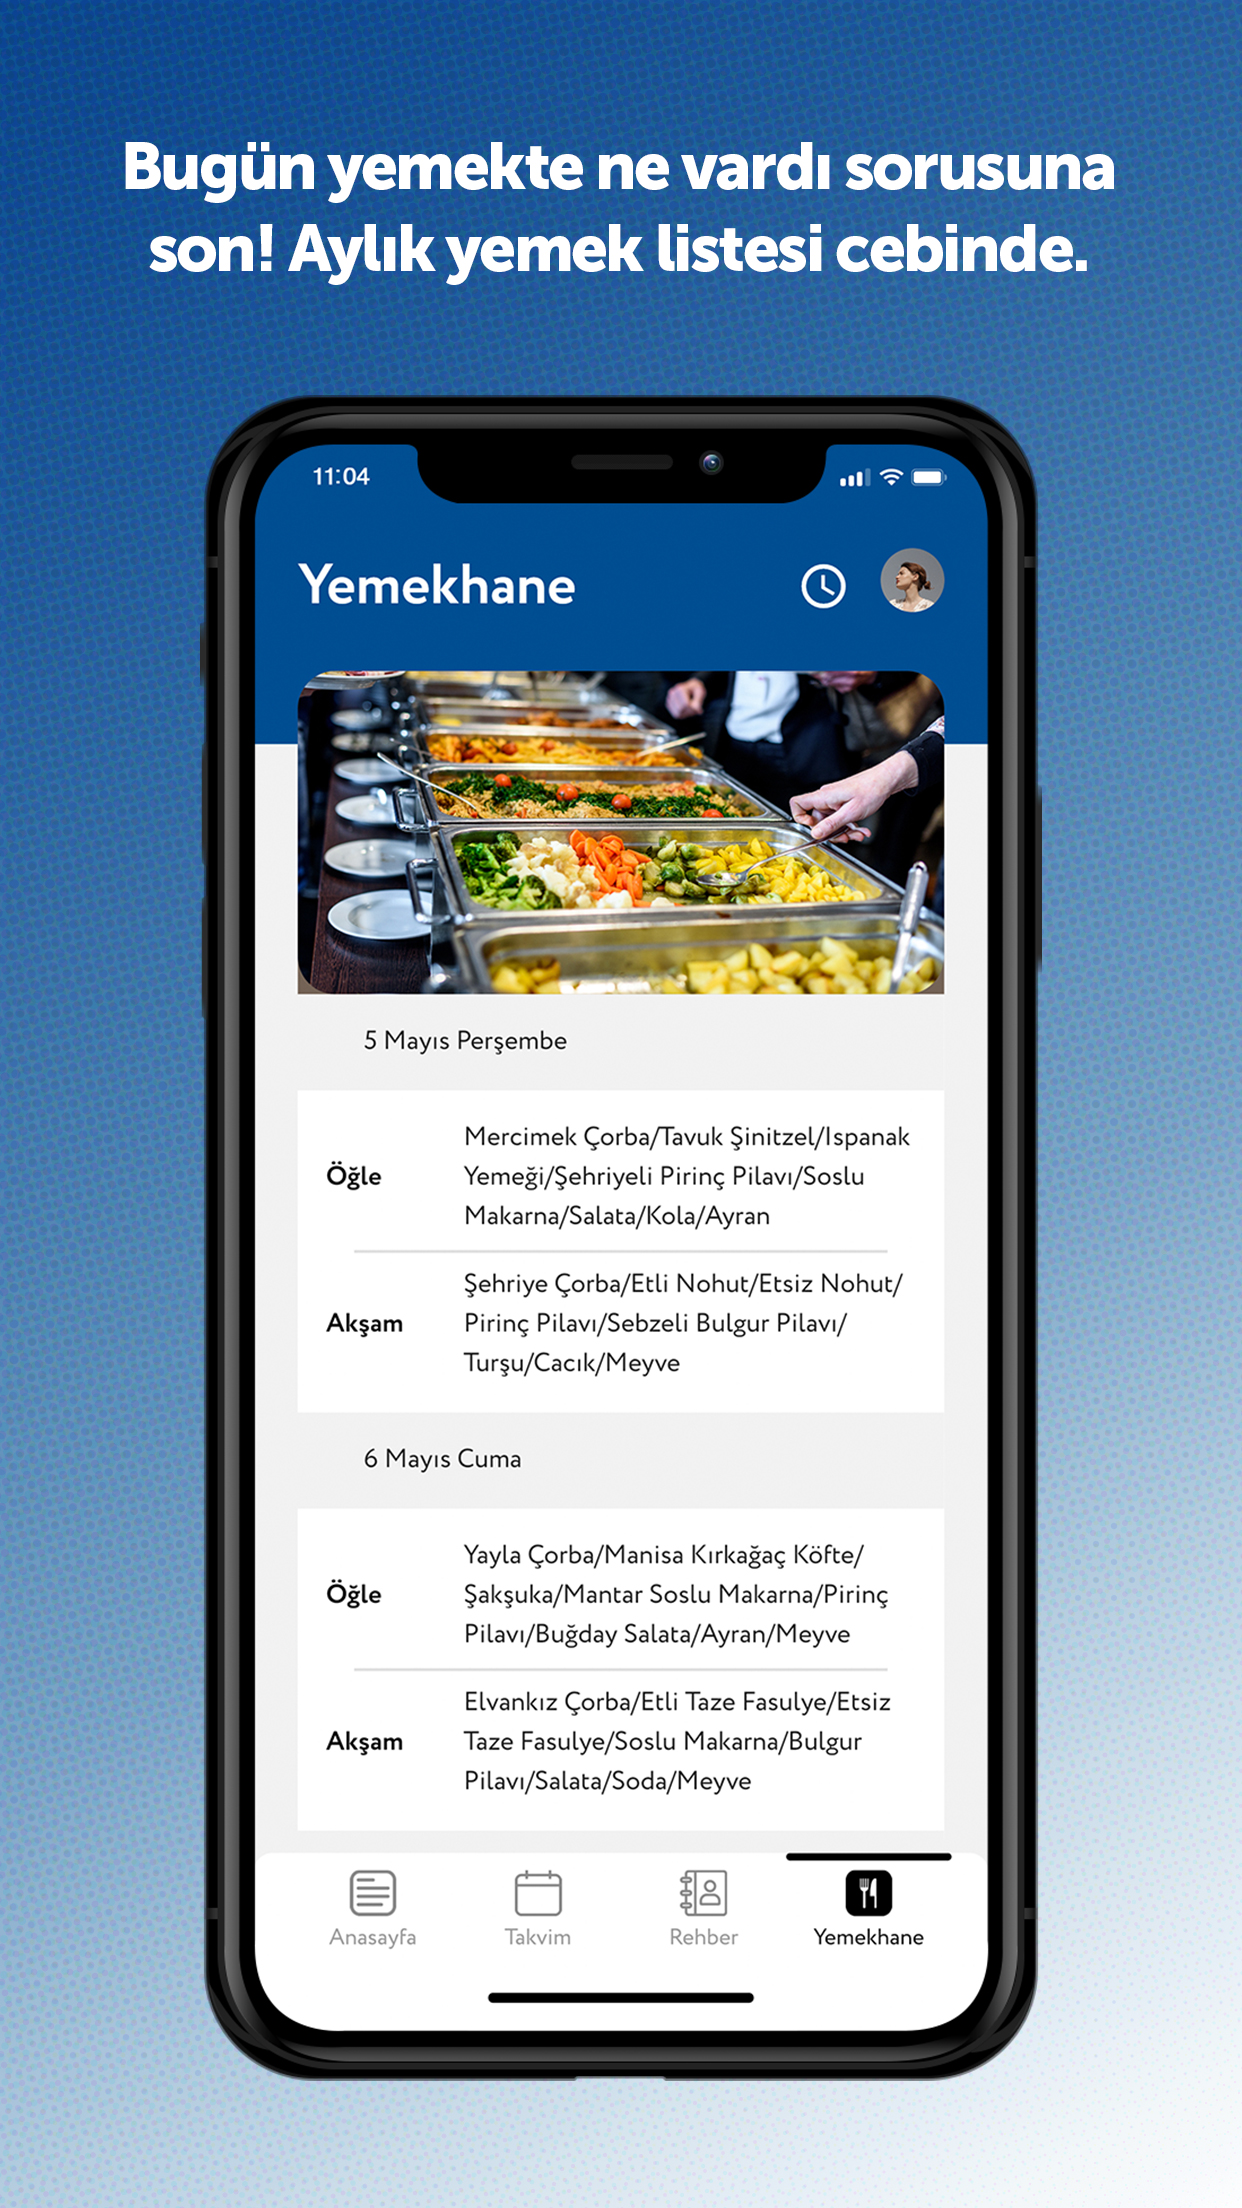 Bugün yemekte ne vardı sorusuna
son! Aylık yemek listesi cebinde.
11:04
Yemekhane
5 Mayıs Perşembe
Öğle
Mercimek Çorba/Tavuk Şinitzel/Ispanak
Yemeği/Şehriyeli Pirinç Pilavı/Soslu
Makarna/Salata/Kola/Ayran
Akşam
Şehriye Çorba/Etli Nohut/Etsiz Nohut/
Pirinç Pilavı/Sebzeli Bulgur Pilavı/
Turşu/Cacık/Meyve
6 Mayıs Cuma
Öğle
Yayla Çorba/Manisa Kırkağaç Köfte/
Şakşuka/Mantar Soslu Makarna/Pirinç
Pilavı/Buğday Salata/Ayran/Meyve
Akşam
Elvankız Çorba/Etli Taze Fasulye/Etsiz
Taze Fasulye/Soslu Makarna/Bulgur
Pilavı/Salata/Soda/Meyve
Anasayfa
Takvim
Rehber
Yemekhane